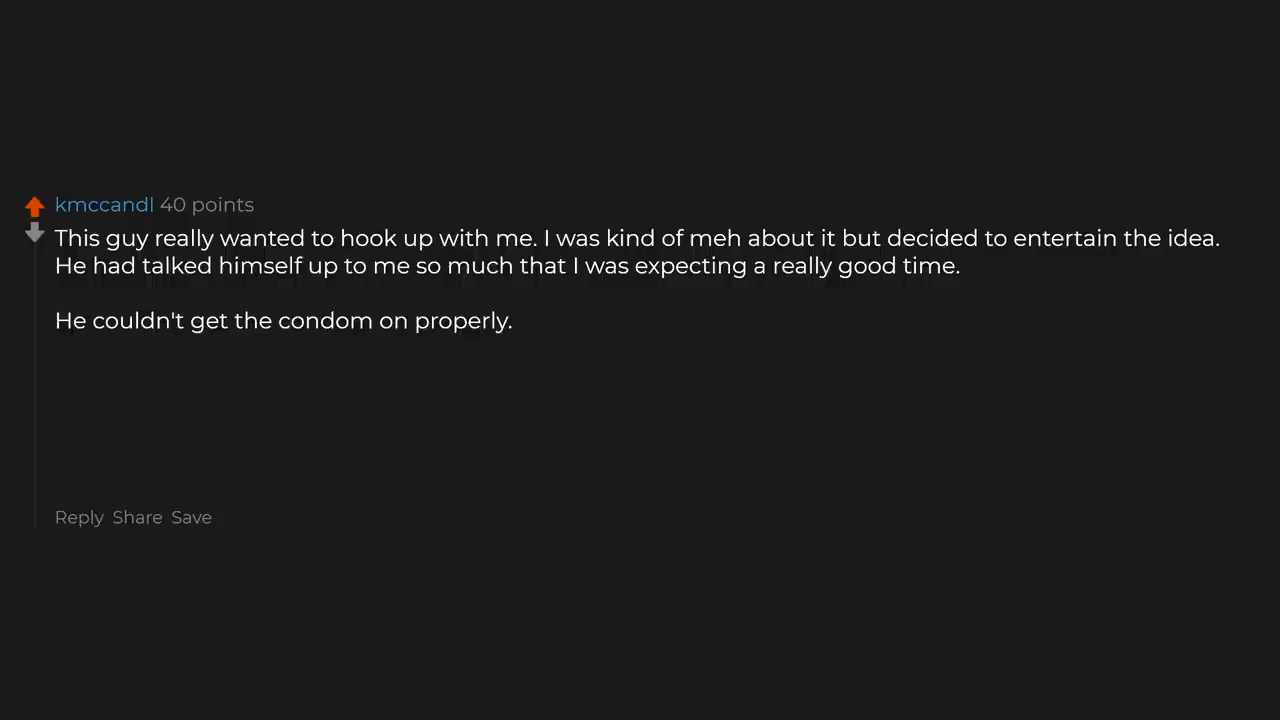 kmccandl 40 points
This guy really wanted to hook up with me. I was kind of meh about it but decided to entertain the idea.
He had talked himself up to me so much that I was expecting a really good time.
He couldn't get the condom on properly.
Reply Share Save